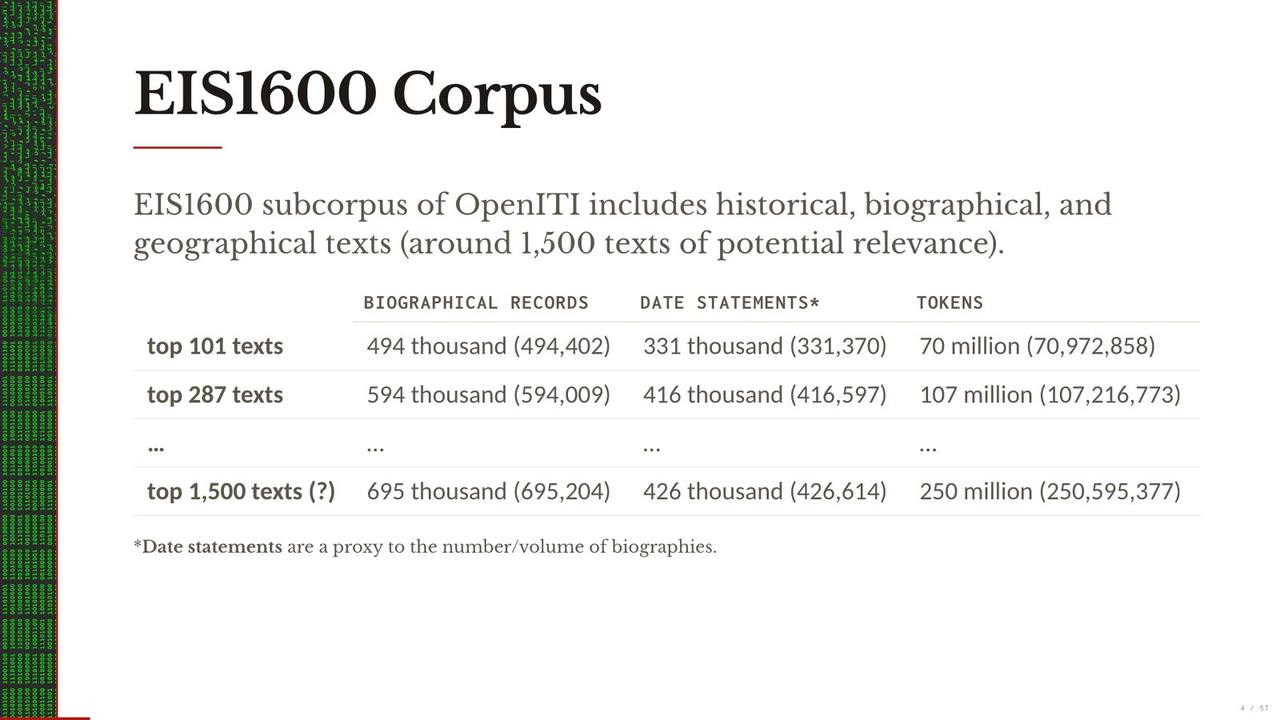 EIS1600 Corpus
EIS1600 subcorpus of OpenITI includes historical, biographical, and
geographical texts (around 1,500 texts of potential relevance).
BIOGRAPHICAL RECORDS DATE STATEMENTS* TOKENS
top 101 texts 494 thousand (494,402) 331 thousand (331,370) 70 million (70,972,858)
top 287 texts 594 thousand (594,009) 416 thousand (416,597) 107 million (107,216,773)
... ... ... ...
top 1,500 texts (?) 695 thousand (695,204) 426 thousand (426,614) 250 million (250,595,377)
*Date statements are a proxy to the number/volume of biographies.
4 / 57